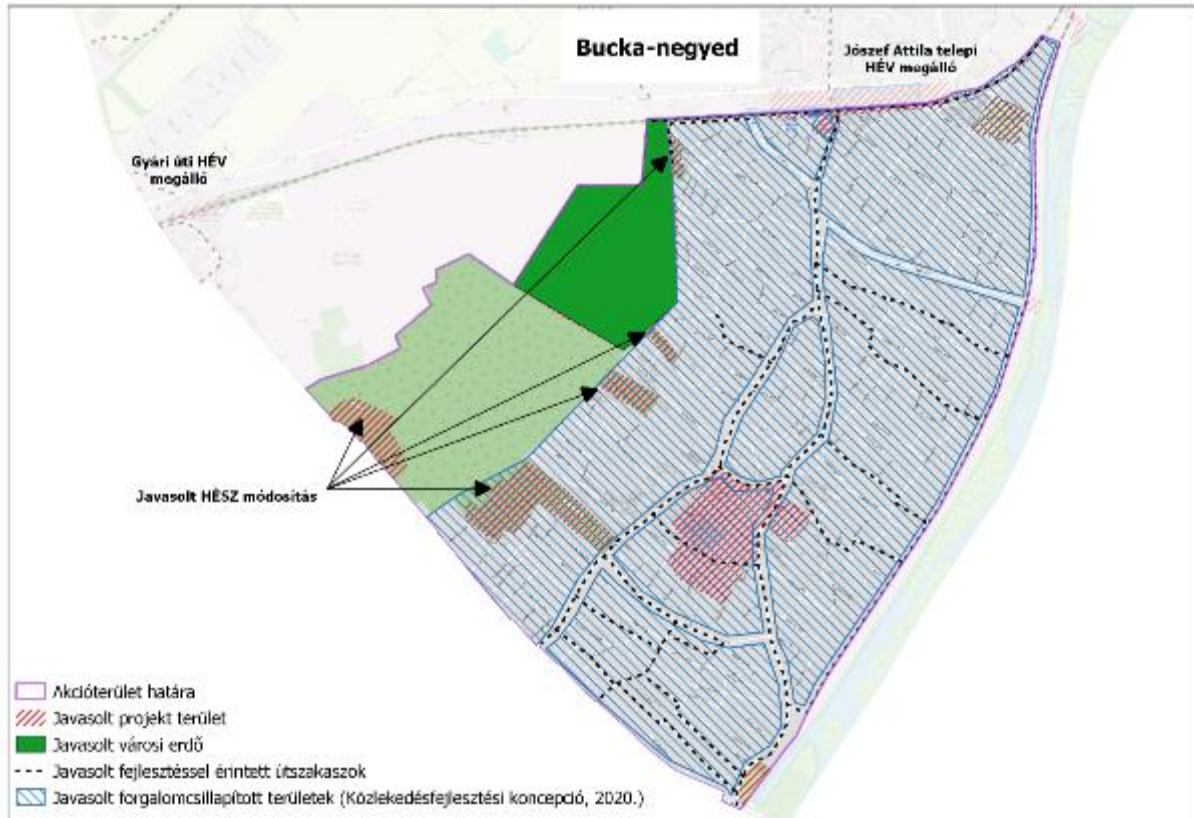 Bucka-negyed
József Attila telepi
HÉV megálló
Gyári úti HÉV
megálló
Javasolt HÉSZ módosítás
Akcióterület határa
Javasolt projekt terület
Javasolt városi erdő
Javasolt fejlesztéssel érintett útszakaszok
Javasolt forgalomcsillapított területek (Közlekedésfejlesztési koncepció, 2020.)